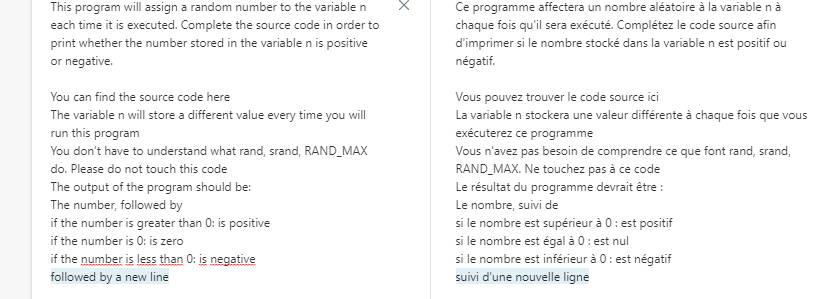 This program will assign a random number to the variable n
each time it is executed. Complete the source code in order to
print whether the number stored in the variable n is positive
or negative.
You can find the source code here
The variable n will store a different value every time you will
run this program
You don't have to understand what rand, srand, RAND_MAX
do. Please do not touch this code
The output of the program should be:
The number, followed by
if the number is greater than 0: is positive
if the number is 0: is zero
if the number is less than 0: is negative
followed by a new line
Ce programme affectera un nombre aléatoire à la variable n à
chaque fois qu'il sera exécuté. Complétez le code source afin
d'imprimer si le nombre stocké dans la variable n est positif ou
négatif.
Vous pouvez trouver le code source ici
La variable n stockera une valeur différente à chaque fois que vous
exécuterez ce programme
Vous n'avez pas besoin de comprendre ce que font rand, srand,
RAND_MAX. Ne touchez pas à ce code
Le résultat du programme devrait être :
Le nombre, suivi de
si le nombre est supérieur à 0 : est positif
si le nombre est égal à 0 : est nul
si le nombre est inférieur à 0 : est négatif
suivi d'une nouvelle ligne